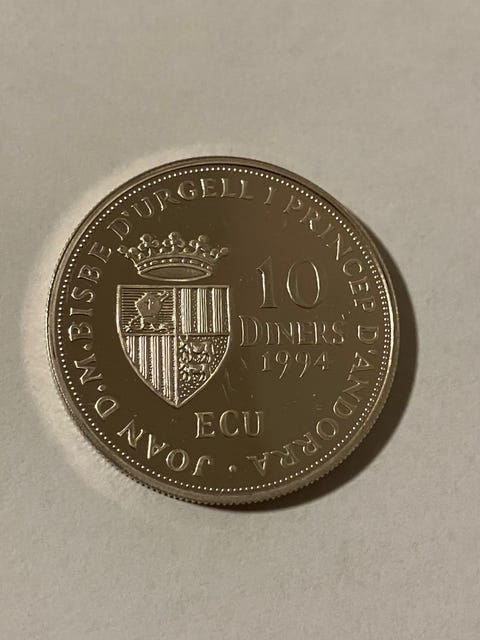 JOAN D.M. BISBE D'URGELL I PRINCEP D'ANDORRA ·
10
DINERS
1994
ECU